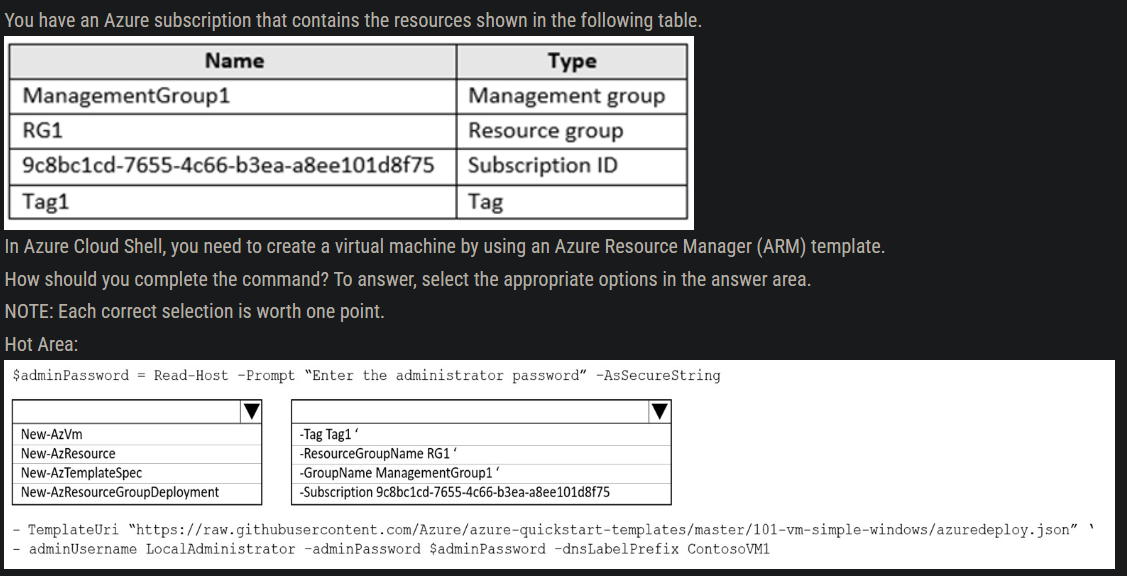 You have an Azure subscription that contains the resources shown in the following table.
Name Type
ManagementGroup1 Management group
RG1 Resource group
9c8bc1cd-7655-4c66-b3ea-a8ee101d8f75 Subscription ID
Tag1 Tag
In Azure Cloud Shell, you need to create a virtual machine by using an Azure Resource Manager (ARM) template.
How should you complete the command? To answer, select the appropriate options in the answer area.
NOTE: Each correct selection is worth one point.
Hot Area:
$adminPassword = Read-Host -Prompt “Enter the administrator password” -AsSecureString
New-AzVm
New-AzResource
New-AzTemplateSpec
New-AzResourceGroupDeployment
-Tag Tag1 ‘
-ResourceGroupName RG1 ‘
-GroupName ManagementGroup1 ‘
-Subscription 9c8bc1cd-7655-4c66-b3ea-a8ee101d8f75
- TemplateUri “https://raw.githubusercontent.com/Azure/azure-quickstart-templates/master/101-vm-simple-windows/azuredeploy.json” `
- adminUsername LocalAdministrator -adminPassword $adminPassword -dnsLabelPrefix ContosoVM1